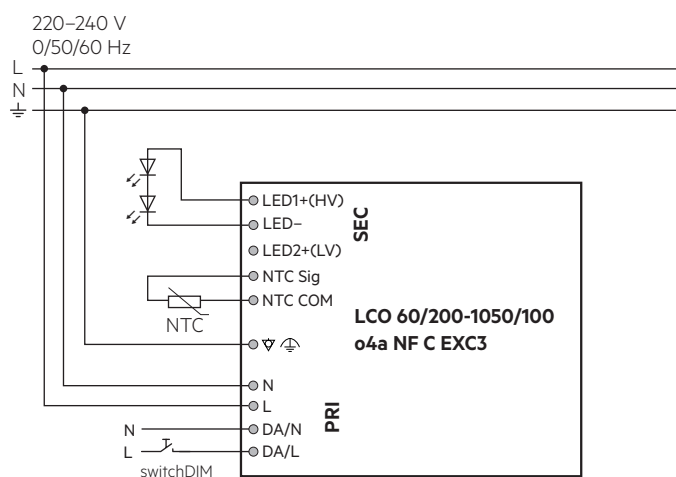 220–240 V
0/50/60 Hz
L
N
LED1+(HV)
LED–
LED2+(LV)
NTC Sig
NTC COM
NTC
SEC
LCO 60/200-1050/100
o4a NF C EXC3
N
L
PRI
N DA/N
L DA/L
switchDIM